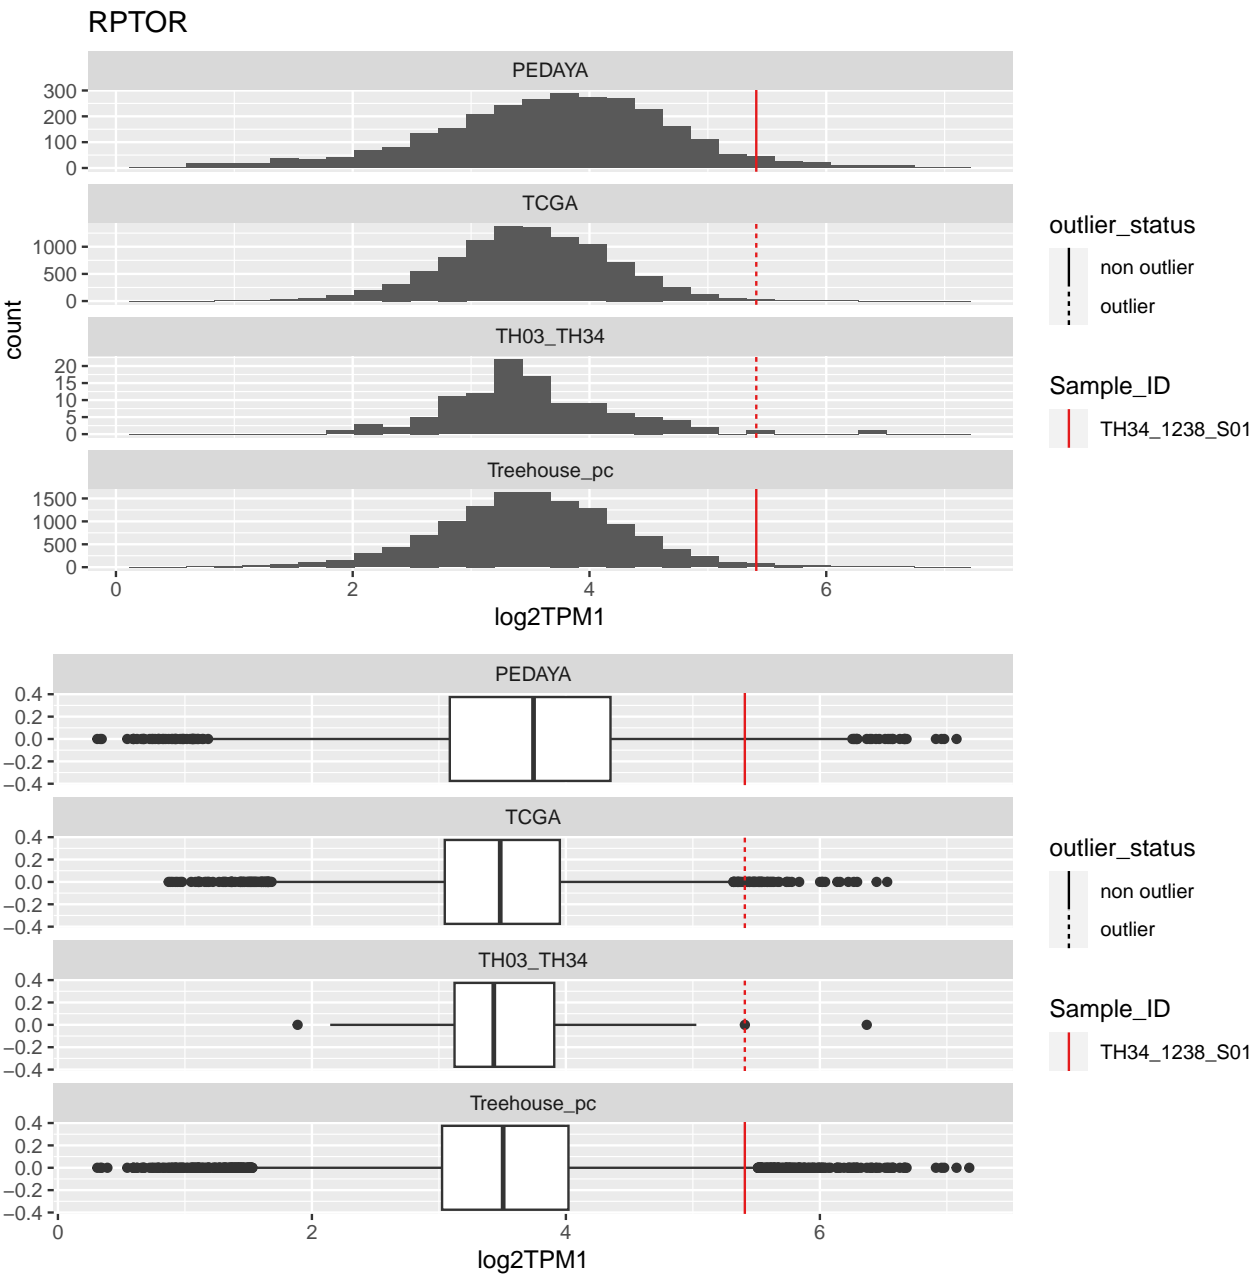 RPTOR
PEDAYA
300
200
100
0
TCGA
1000
500
0
TH03_TH34
20
15
10
5
0
Treehouse_pc
1500
1000
500
0
0 2 4 6
log2TPM1
count
outlier_status
non outlier
outlier
Sample_ID
TH34_1238_S01
PEDAYA
0.4
0.2
0.0
−0.2
−0.4
TCGA
0.4
0.2
0.0
−0.2
−0.4
TH03_TH34
0.4
0.2
0.0
−0.2
−0.4
Treehouse_pc
0.4
0.2
0.0
−0.2
−0.4
0 2 4 6
log2TPM1
outlier_status
non outlier
outlier
Sample_ID
TH34_1238_S01